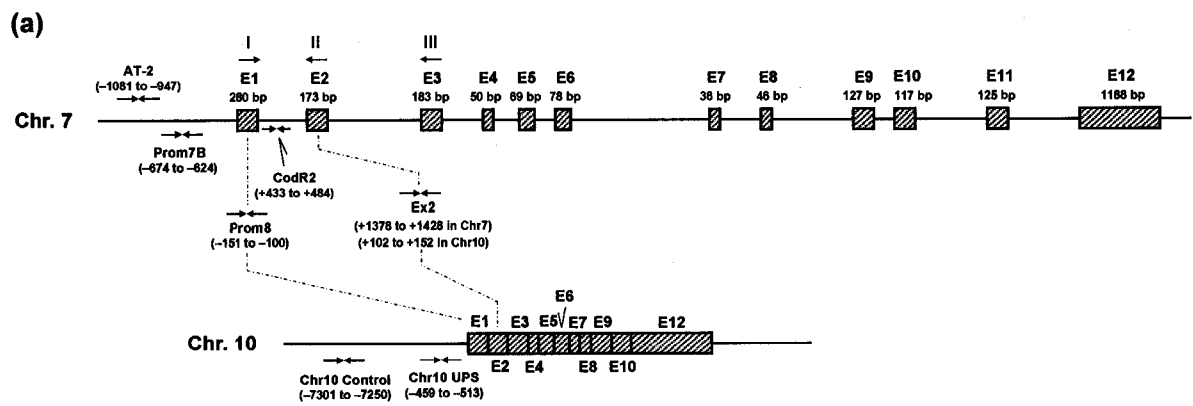 (a)
I II III
AT-2
(–1081 to –947)
E1 E2 E3 E4 E5 E6 E7 E8 E9 E10 E11 E12
280 bp 173 bp 183 bp 50 bp 69 bp 78 bp 38 bp 46 bp 127 bp 117 bp 125 bp 1188 bp
Chr. 7
Prom7B
(–674 to –624)
CodR2
(+433 to +484)
Prom8
(–151 to –100)
Ex2
(+1378 to +1428 in Chr7)
(+102 to +152 in Chr10)
E6
E1 E3 E5 E7 E9 E12
Chr. 10
E2 E4 E8 E10
Chr10 Control
(–7301 to –7250)
Chr10 UPS
(–459 to –513)